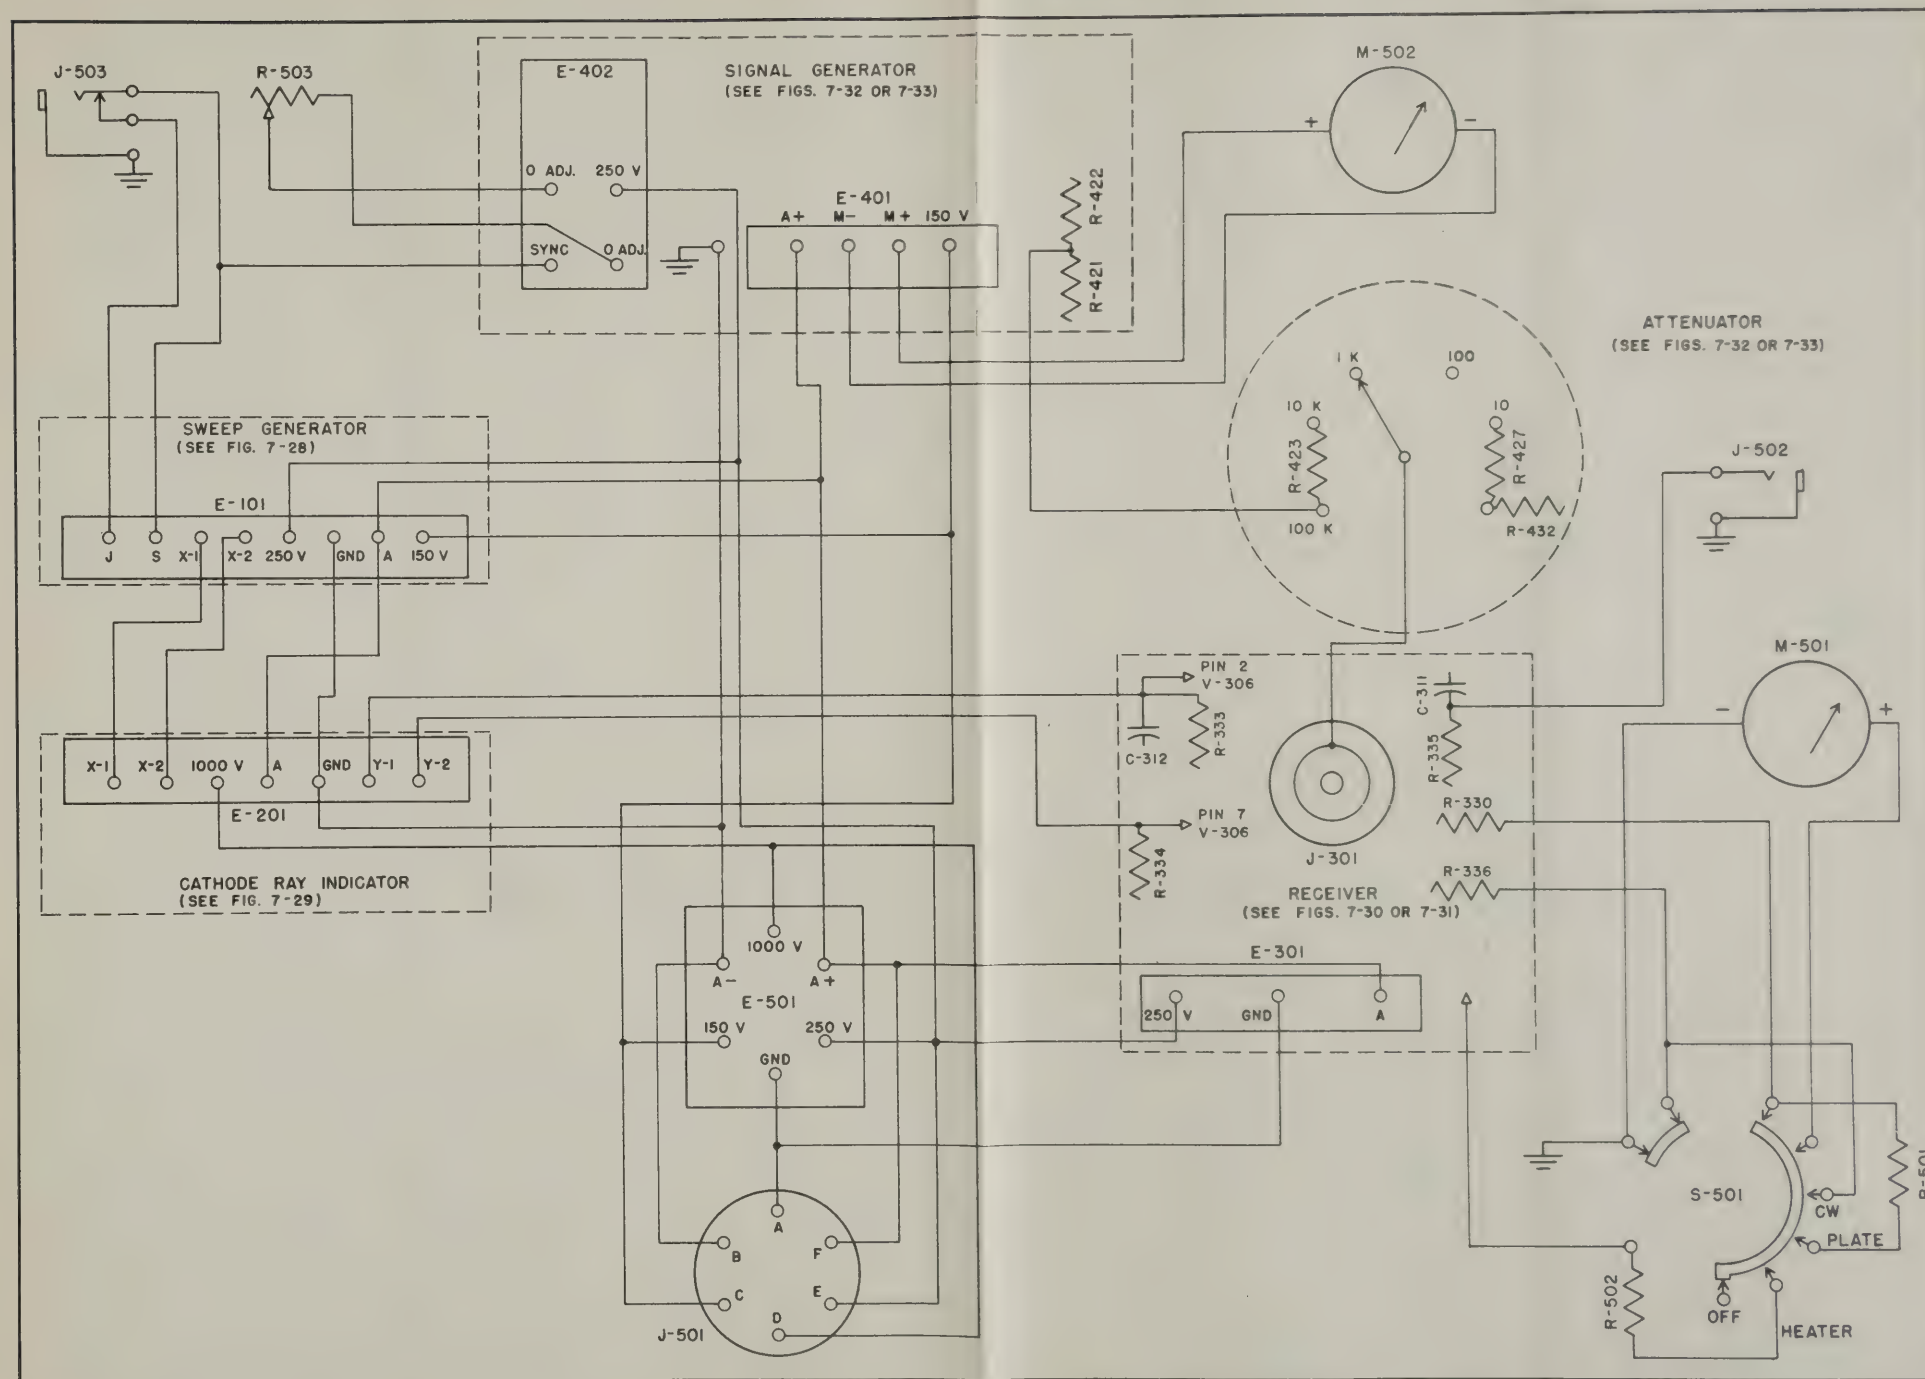 J-503
R-503
E-402
O ADJ.
250 V
SYNC
O ADJ.
SIGNAL GENERATOR
(SEE FIGS. 7-32 OR 7-33)
E-401
A+
M-
M+
150 V
R-422
R-421
M-502
+
-
ATTENUATOR
(SEE FIGS. 7-32 OR 7-33)
1 K
100
10 K
10
R-423
R-427
100 K
R-432
J-502
SWEEP GENERATOR
(SEE FIG. 7-28)
E-101
J
S
X-1
X-2
250 V
GND
A
150 V
X-1
X-2
1000 V
A
GND
Y-1
Y-2
E-201
CATHODE RAY INDICATOR
(SEE FIG. 7-29)
PIN 2
V-306
C-312
R-333
PIN 7
V-306
R-334
J-301
C-311
R-335
R-330
R-336
RECEIVER
(SEE FIGS. 7-30 OR 7-31)
E-301
250 V
GND
A
M-501
-
+
1000 V
A-
A+
E-501
150 V
250 V
GND
A
B
F
C
E
D
J-501
S-501
CW
PLATE
R-501
R-502
OFF
HEATER